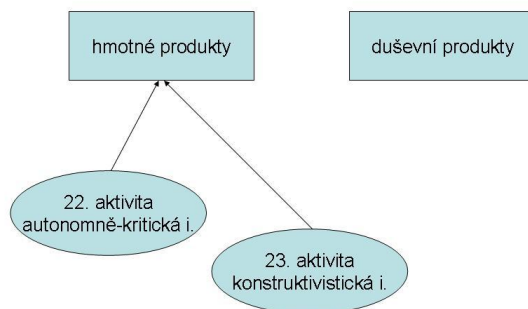 hmotné produkty
duševní produkty
22. aktivita
autonomně-kritická i.
23. aktivita
konstruktivistická i.